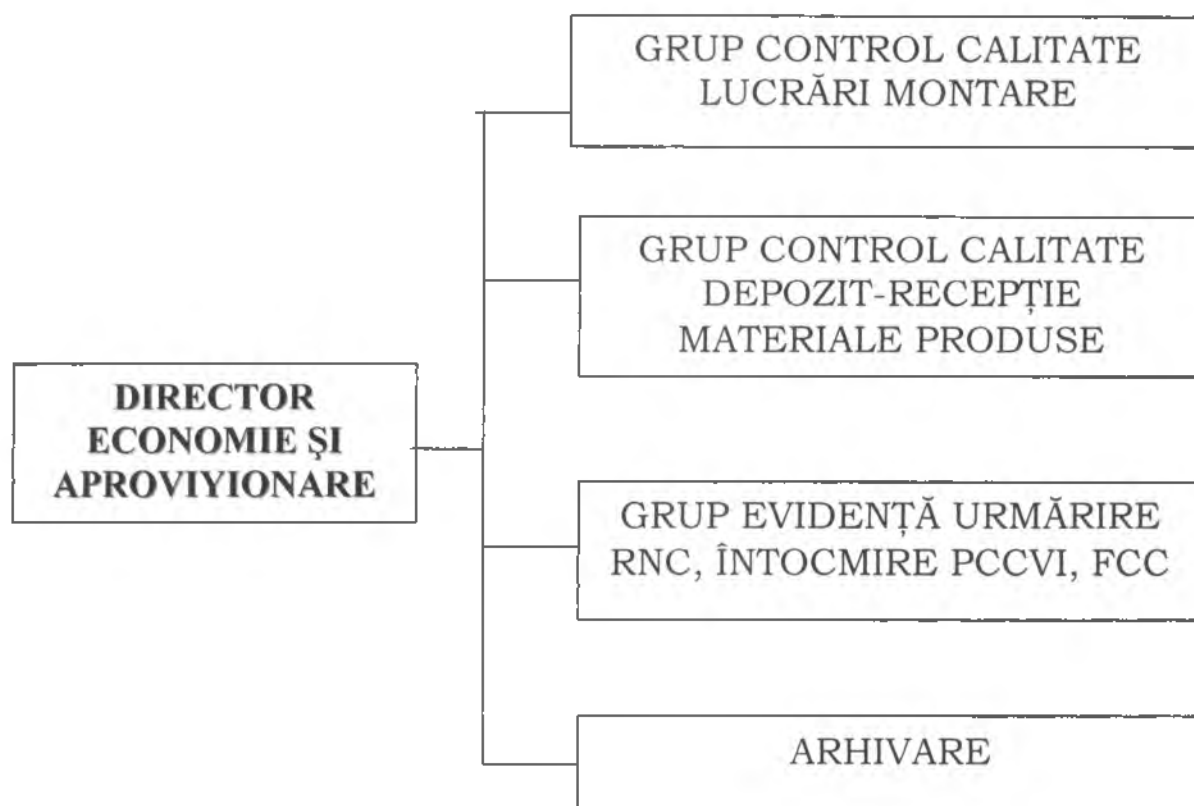 GRUP CONTROL CALITATE
LUCRĂRI MONTARE
GRUP CONTROL CALITATE
DEPOZIT-RECEPȚIE
MATERIALE PRODUSE
DIRECTOR
ECONOMIE ȘI
APROVIYIONARE
GRUP EVIDENȚĂ URMĂRIRE
RNC, ÎNTOCMIRE PCCVI, FCC
ARHIVARE